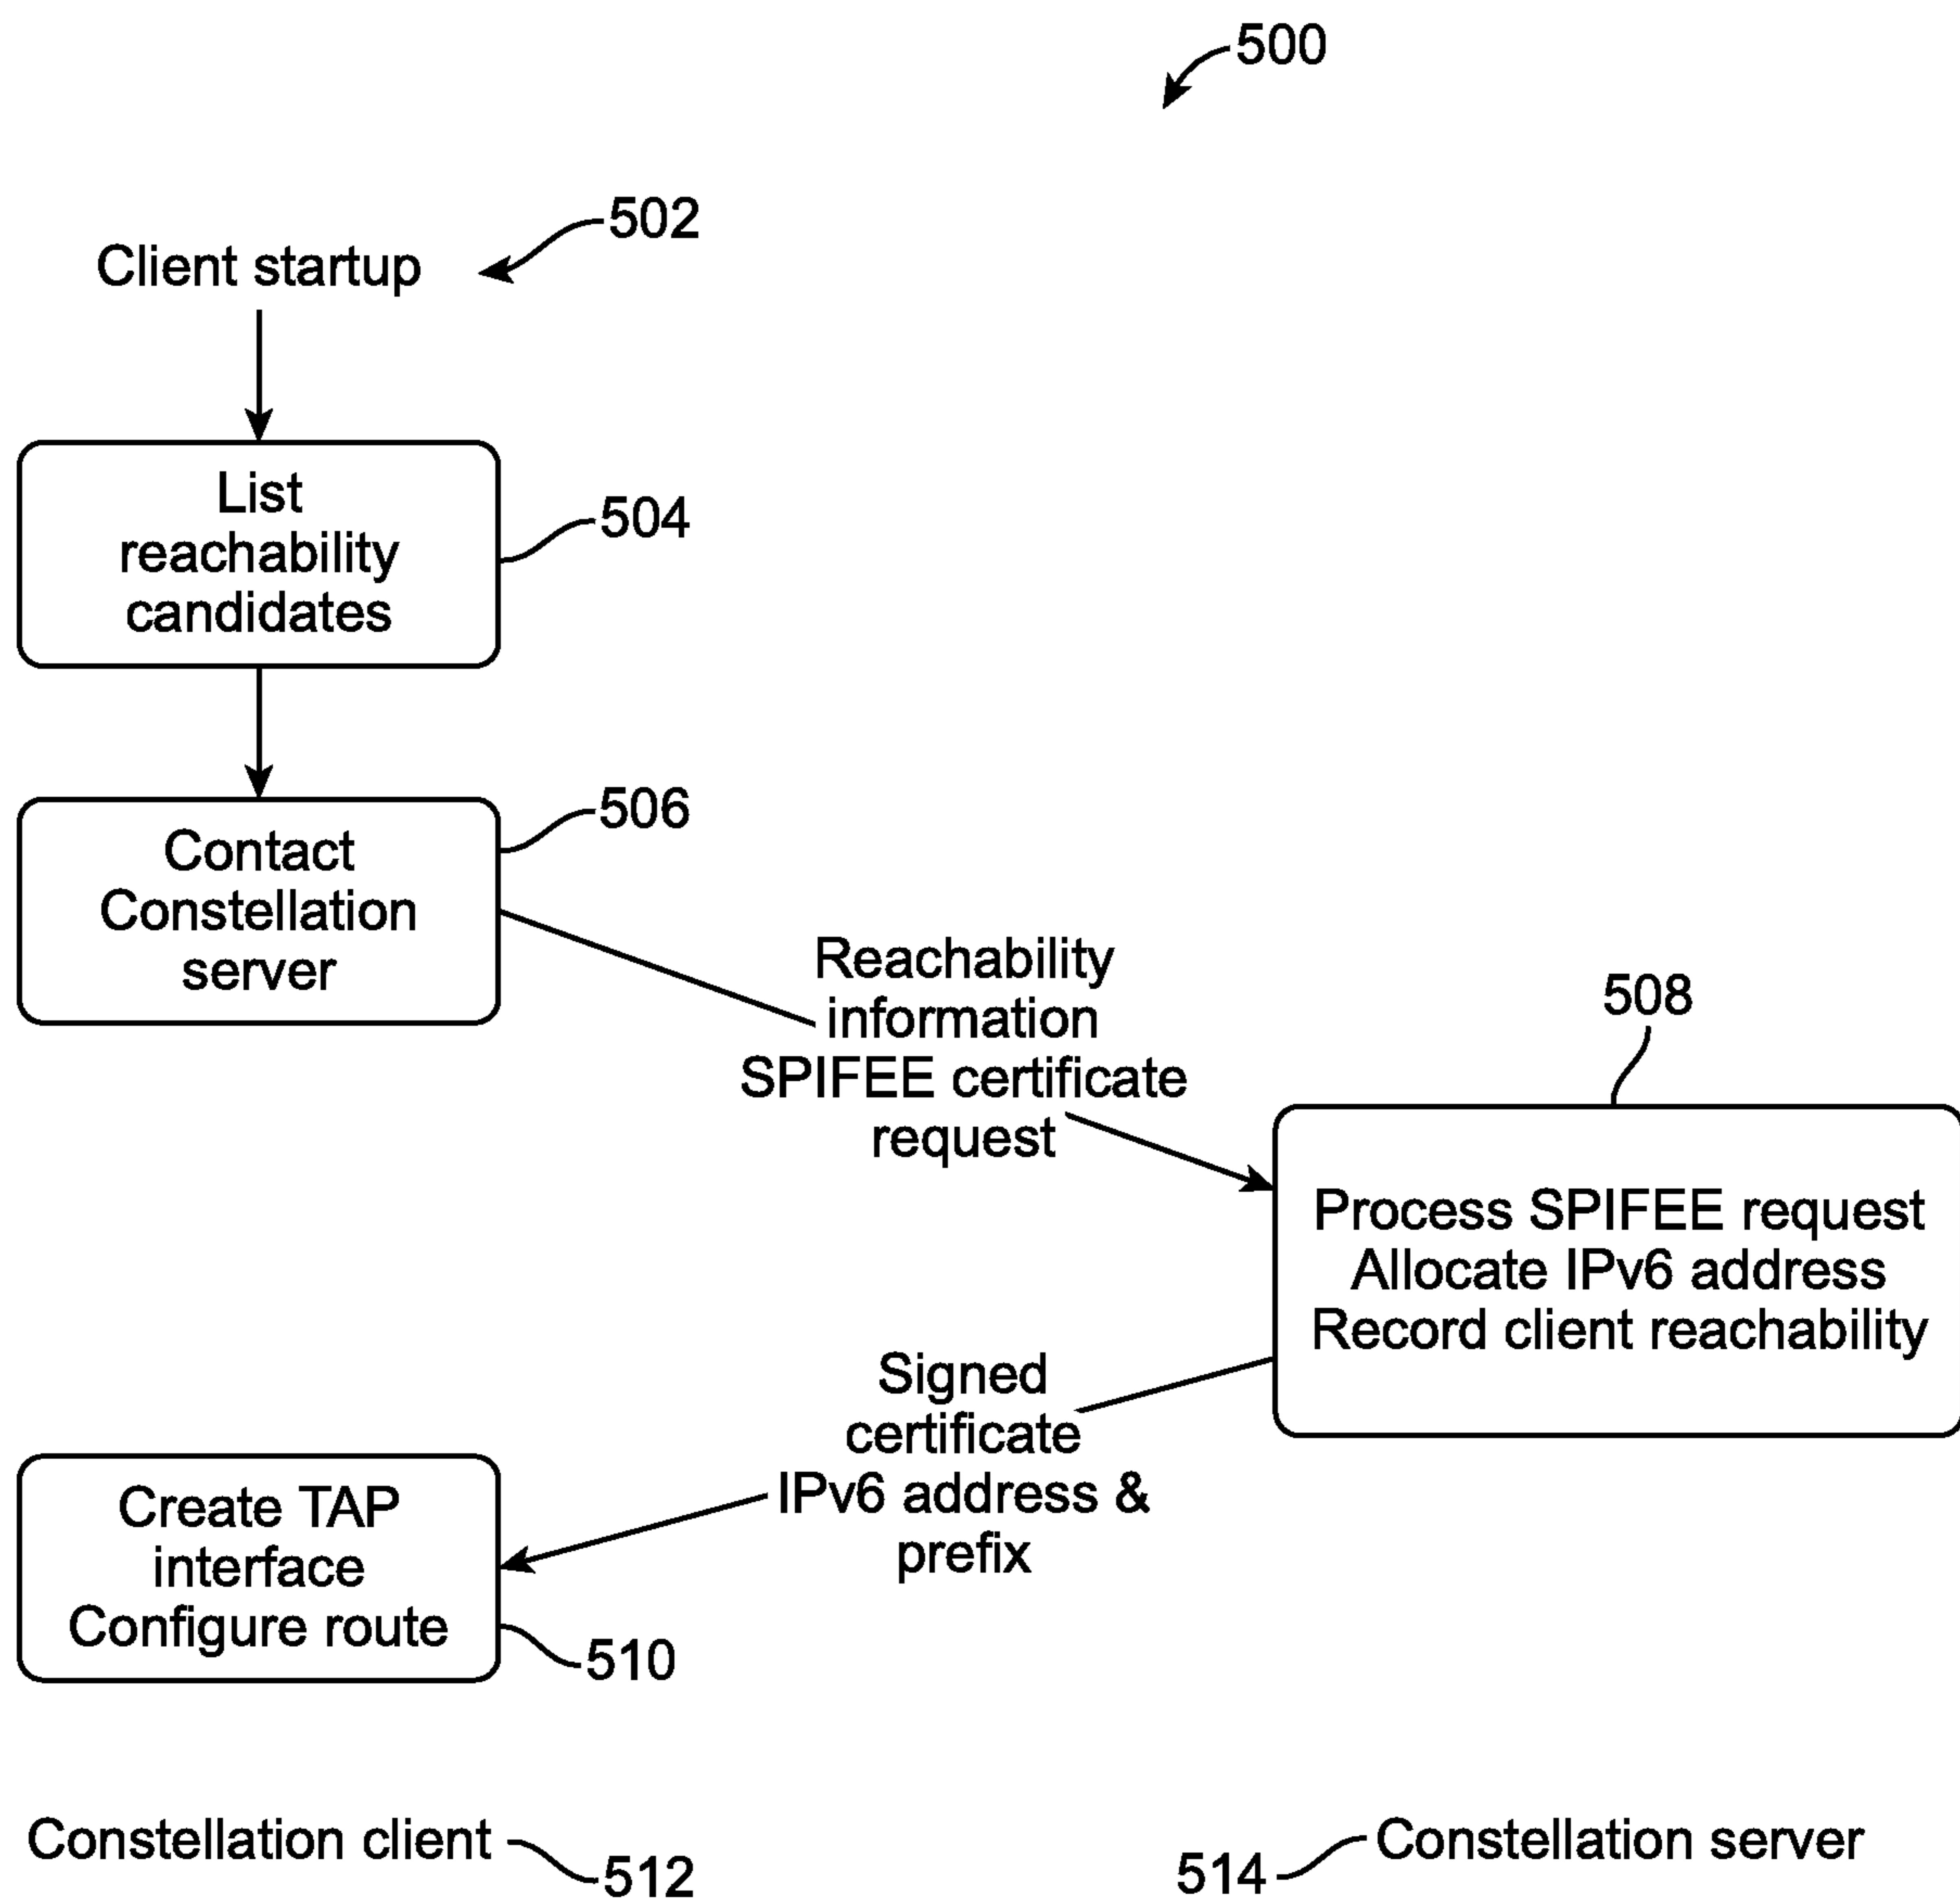 500
502
Client startup
List
reachability
candidates
504
Contact
Constellation
server
506
Reachability
information
SPIFEE certificate
request
508
Process SPIFEE request
Allocate IPv6 address
Record client reachability
Signed
certificate
IPv6 address &
prefix
Create TAP
interface
Configure route
510
Constellation client
512
514
Constellation server